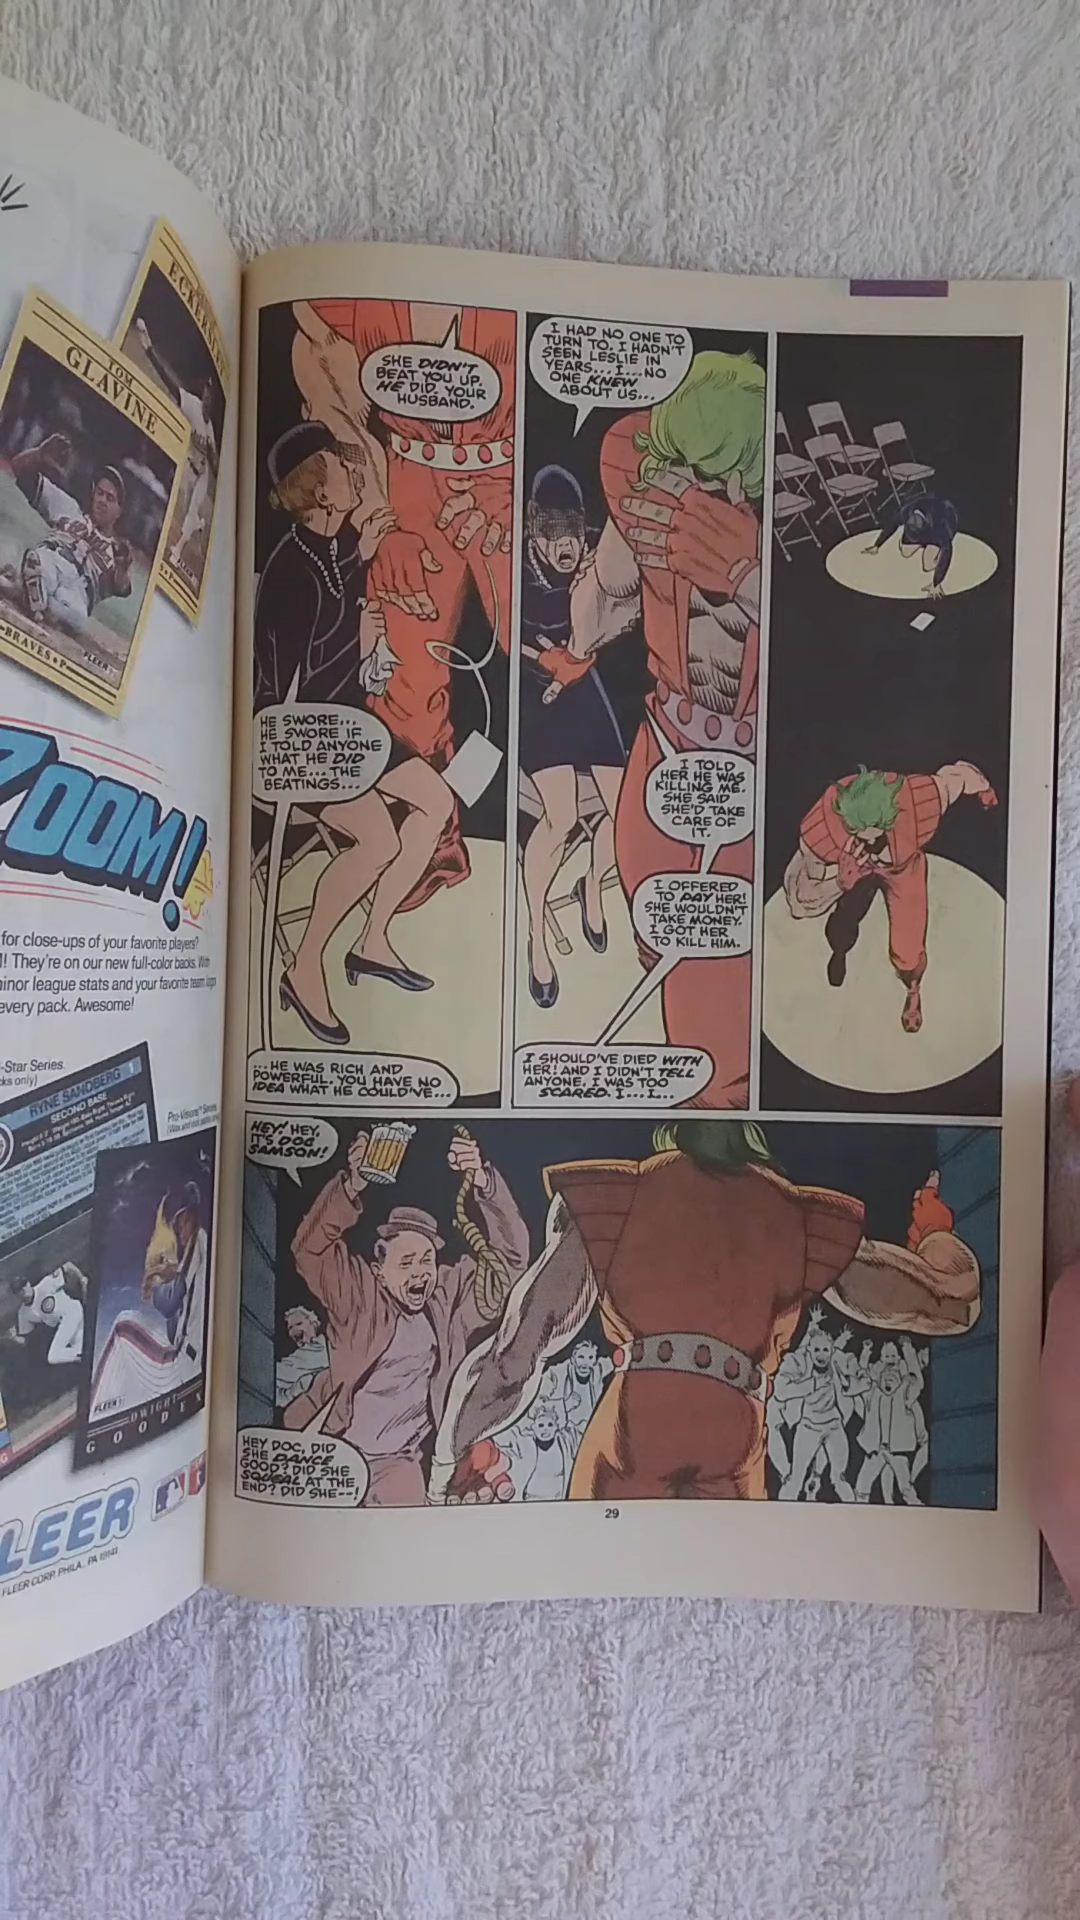 ECKERSLEY
TOM
GLAVINE
BRAVES • P
FLEER
ZOOM!
for close-ups of your favorite players?
! They're on our new full-color backs. With
minor league stats and your favorite team logo
every pack. Awesome!
-Star Series.
cks only)
Pro-Visions™ Series
RYNE SANDBERG 1
SECOND BASE
FLEER
DWIGHT
GOODEN
FLEER
FLEER CORP. PHILA., PA 19141
SHE DIDN'T
BEAT YOU UP.
HE DID. YOUR
HUSBAND.
HE SWORE...
HE SWORE IF
I TOLD ANYONE
WHAT HE DID
TO ME... THE
BEATINGS...
...HE WAS RICH AND
POWERFUL. YOU HAVE NO
IDEA WHAT HE COULD'VE...
I HAD NO ONE TO
TURN TO. I HADN'T
SEEN LESLIE IN
YEARS... I... NO
ONE KNEW
ABOUT US...
I TOLD
HER HE WAS
KILLING ME.
SHE SAID
SHE'D TAKE
CARE OF
IT.
I OFFERED
TO PAY HER!
SHE WOULDN'T
TAKE MONEY.
I GOT HER
TO KILL HIM.
I SHOULD'VE DIED WITH
HER! AND I DIDN'T TELL
ANYONE. I WAS TOO
SCARED. I... I...
HEY! HEY,
IT'S DOC
SAMSON!
HEY DOC, DID
SHE DANCE
GOOD? DID SHE
SQUEAL AT THE
END? DID SHE--!
29